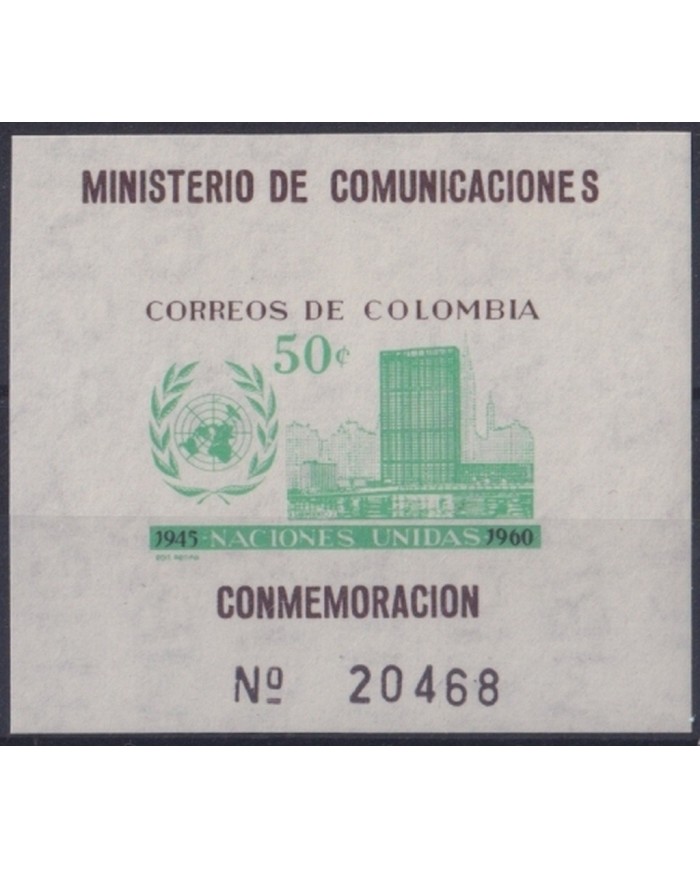 MINISTERIO DE COMUNICACIONES
CORREOS DE COLOMBIA
50¢
1945-NACIONES UNIDAS-1960
CONMEMORACION
Nº 20468